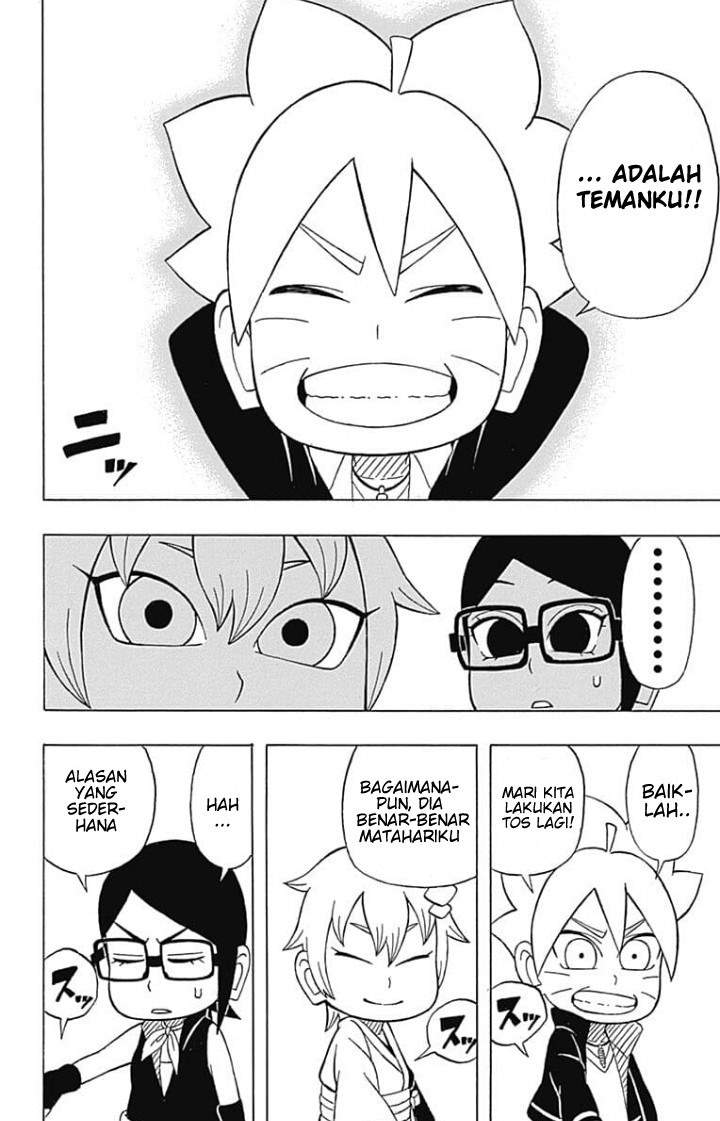 ... ADALAH
TEMANKU!!
ニッ
........
BAIK-
LAH..
MARI KITA
LAKUKAN
TOS LAGI!
スッ
BAGAIMANA-
PUN, DIA
BENAR-BENAR
MATAHARIKU
スッ
HAH
...
ALASAN
YANG
SEDER-
HANA
スッ